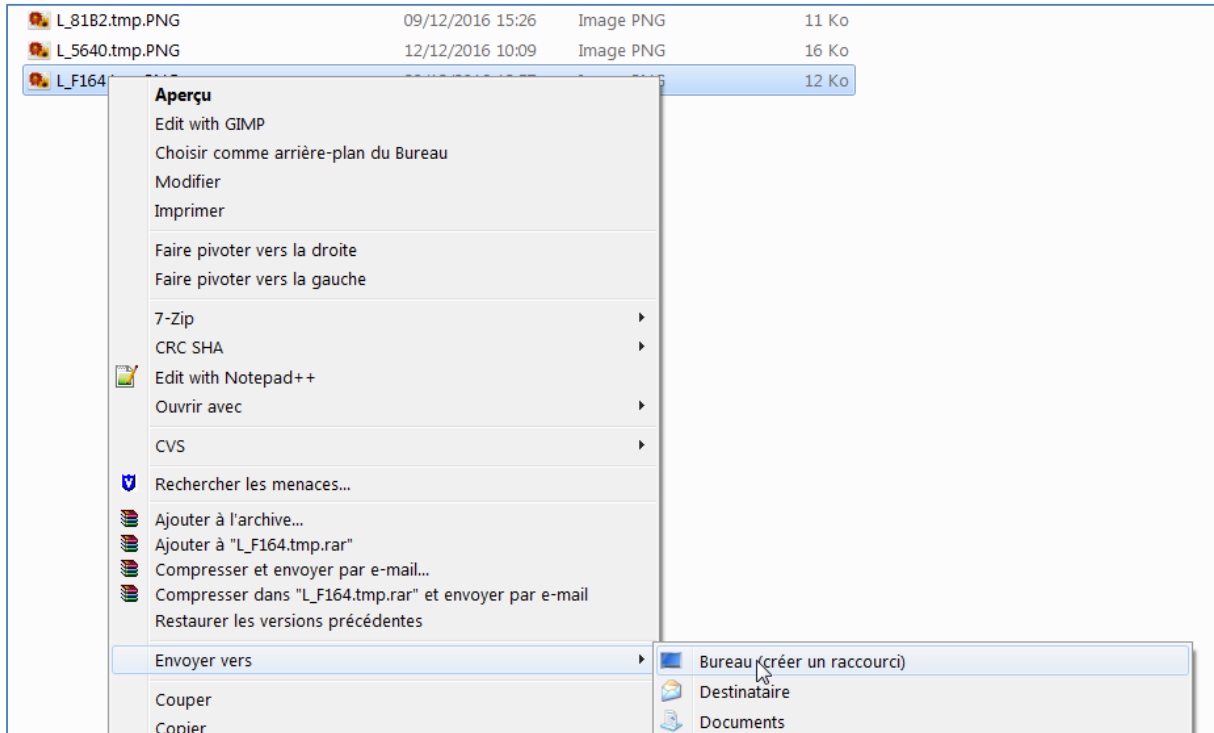 L_81B2.tmp.PNG 09/12/2016 15:26 Image PNG 11 Ko
L_5640.tmp.PNG 12/12/2016 10:09 Image PNG 16 Ko
L_F164 12 Ko
Aperçu
Edit with GIMP
Choisir comme arrière-plan du Bureau
Modifier
Imprimer
Faire pivoter vers la droite
Faire pivoter vers la gauche
7-Zip
CRC SHA
Edit with Notepad++
Ouvrir avec
CVS
Rechercher les menaces...
Ajouter à l'archive...
Ajouter à "L_F164.tmp.rar"
Compresser et envoyer par e-mail...
Compresser dans "L_F164.tmp.rar" et envoyer par e-mail
Restaurer les versions précédentes
Envoyer vers
Bureau (créer un raccourci)
Destinataire
Documents
Couper
Copier